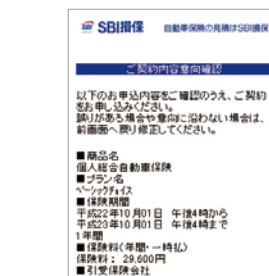 SBI損保 自動車保険の見積はSBI損保
ご契約内容意向確認
以下のお申込内容をご確認のうえ、ご契約
をお申し込みください。
誤りがある場合や意向に沿わない場合は、
前画面へ戻り修正してください。
■商品名
個人総合自動車保険
■プラン名
ベーシックチョイス
■保険期間
平成22年10月01日 午後4時から
平成23年10月01日 午後4時まで
1年間
■保険料(年間・一時払)
保険料: 29,600円
■引受保険会社